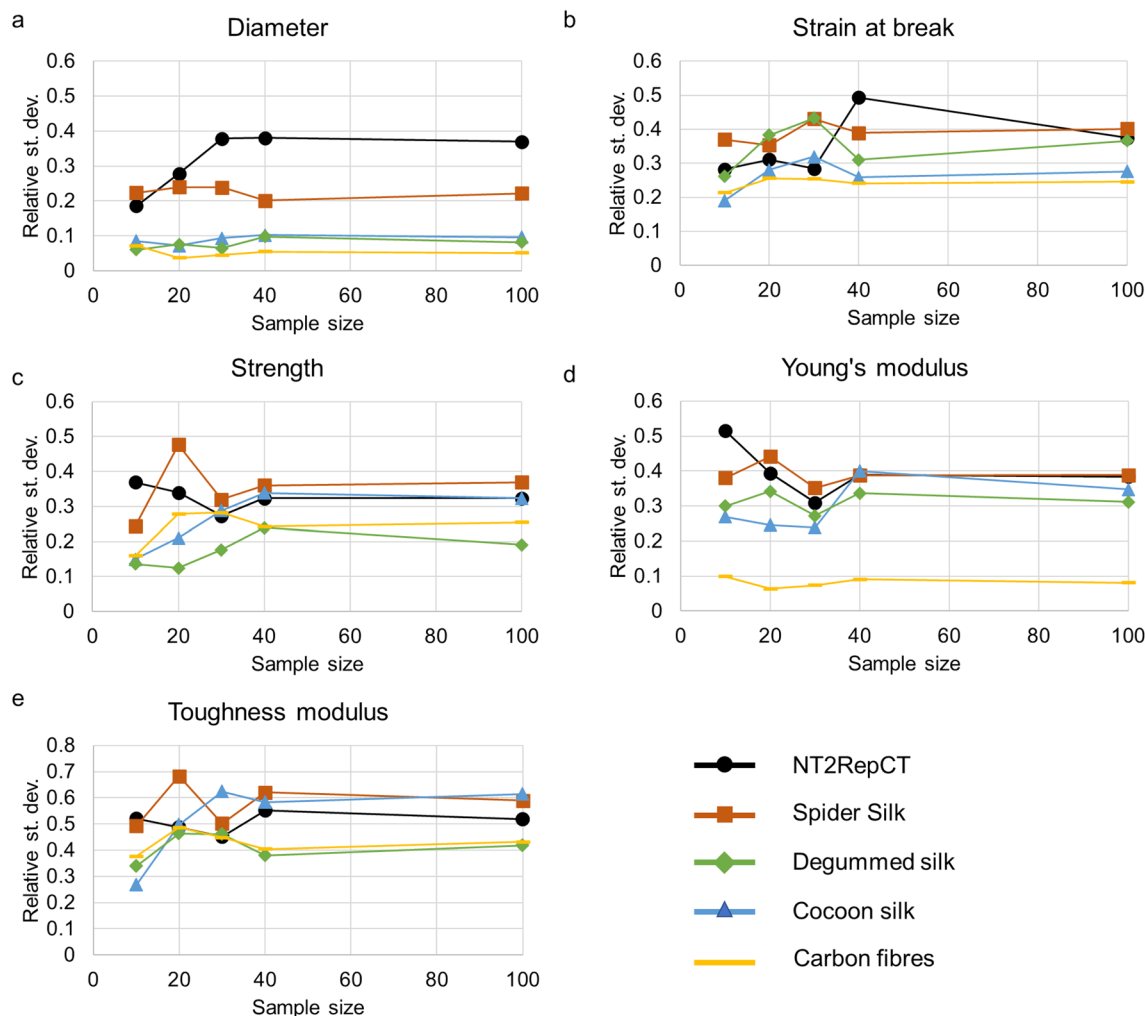 a
Diameter
Relative st. dev.
0.6
0.5
0.4
0.3
0.2
0.1
0
0 20 40 60 80 100
Sample size
b
Strain at break
Relative st. dev.
0.6
0.5
0.4
0.3
0.2
0.1
0
0 20 40 60 80 100
Sample size
c
Strength
Relative st. dev.
0.6
0.5
0.4
0.3
0.2
0.1
0
0 20 40 60 80 100
Sample size
d
Young's modulus
Relative st. dev.
0.6
0.5
0.4
0.3
0.2
0.1
0
0 20 40 60 80 100
Sample size
e
Toughness modulus
Relative st. dev.
0.8
0.7
0.6
0.5
0.4
0.3
0.2
0.1
0
0 20 40 60 80 100
Sample size
NT2RepCT
Spider Silk
Degummed silk
Cocoon silk
Carbon fibres